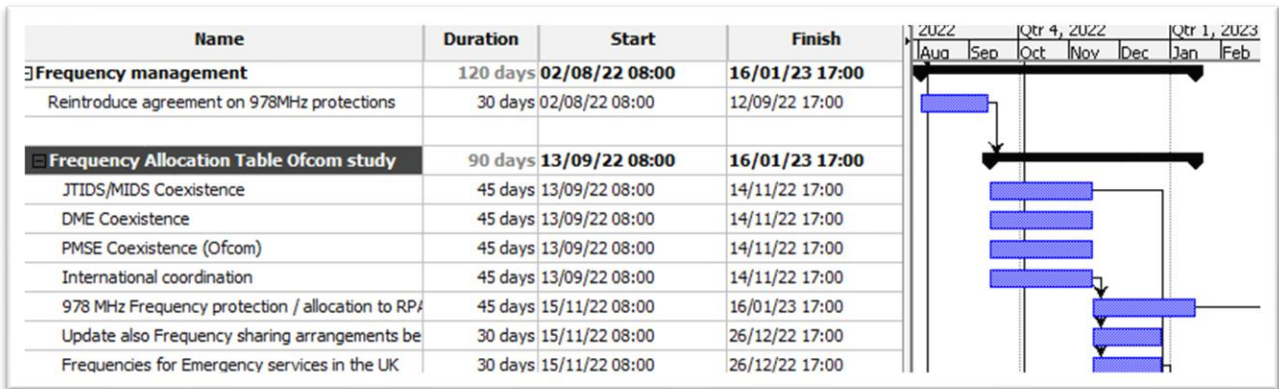 Name Duration Start Finish 2022 Qtr 4, 2022 Qtr 1, 2023
Aug Sep Oct Nov Dec Jan Feb
Frequency management 120 days 02/08/22 08:00 16/01/23 17:00
Reintroduce agreement on 978MHz protections 30 days 02/08/22 08:00 12/09/22 17:00
Frequency Allocation Table Ofcom study 90 days 13/09/22 08:00 16/01/23 17:00
JTIDS/MIDS Coexistence 45 days 13/09/22 08:00 14/11/22 17:00
DME Coexistence 45 days 13/09/22 08:00 14/11/22 17:00
PMSE Coexistence (Ofcom) 45 days 13/09/22 08:00 14/11/22 17:00
International coordination 45 days 13/09/22 08:00 14/11/22 17:00
978 MHz Frequency protection / allocation to RPA 45 days 15/11/22 08:00 16/01/23 17:00
Update also Frequency sharing arrangements be 30 days 15/11/22 08:00 26/12/22 17:00
Frequencies for Emergency services in the UK 30 days 15/11/22 08:00 26/12/22 17:00